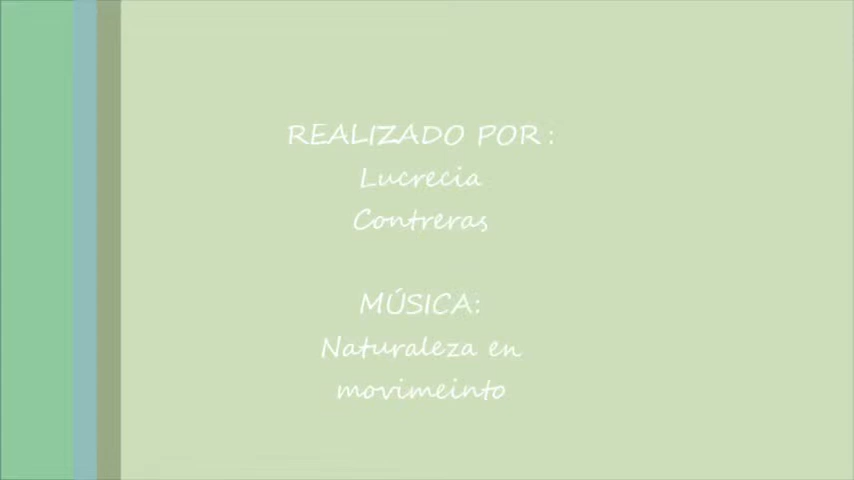 REALIZADO POR:
Lucrecia
Contreras
MÚSICA:
Naturaleza en
movimeinto